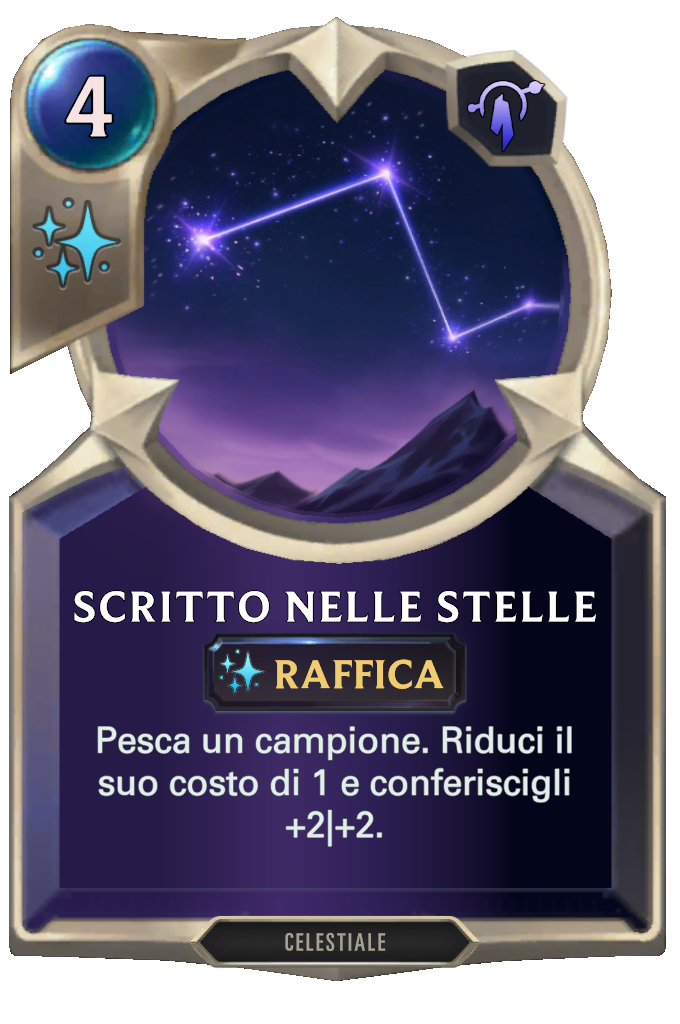 4
SCRITTO NELLE STELLE
RAFFICA
Pesca un campione. Riduci il
suo costo di 1 e conferiscigli
+2|+2.
CELESTIALE